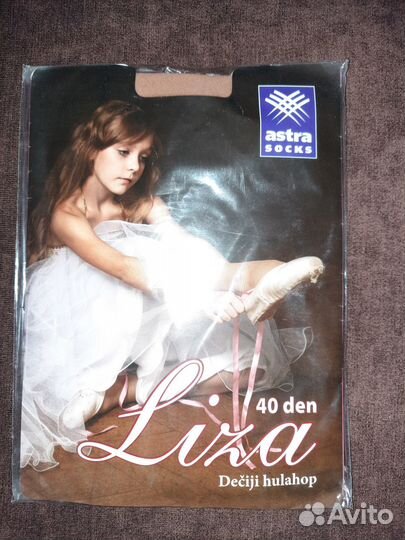 astra
SOCKS
40 den
Liza
Dečiji hulahop
Avito